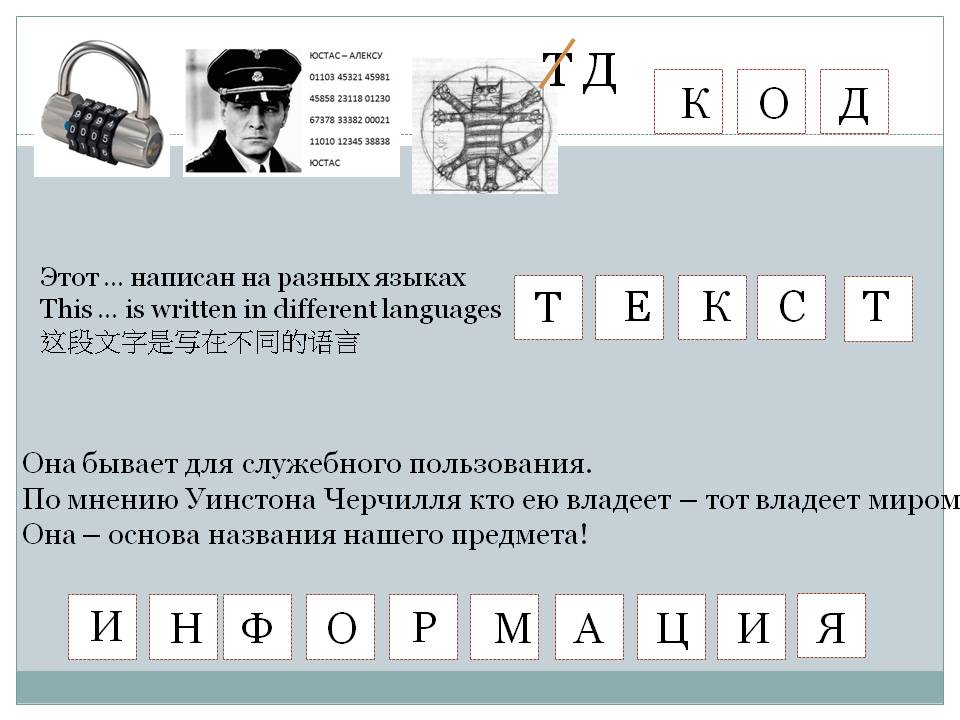 ЮСТАС – АЛЕКСУ
01103 45321 45981
45858 23118 01230
67378 33382 00021
11010 12345 38838
ЮСТАС
Т Д
К О Д
Этот ... написан на разных языках
This ... is written in different languages
这段文字是写在不同的语言
Т Е К С Т
Она бывает для служебного пользования.
По мнению Уинстона Черчилля кто ею владеет – тот владеет миром
Она – основа названия нашего предмета!
И Н Ф О Р М А Ц И Я